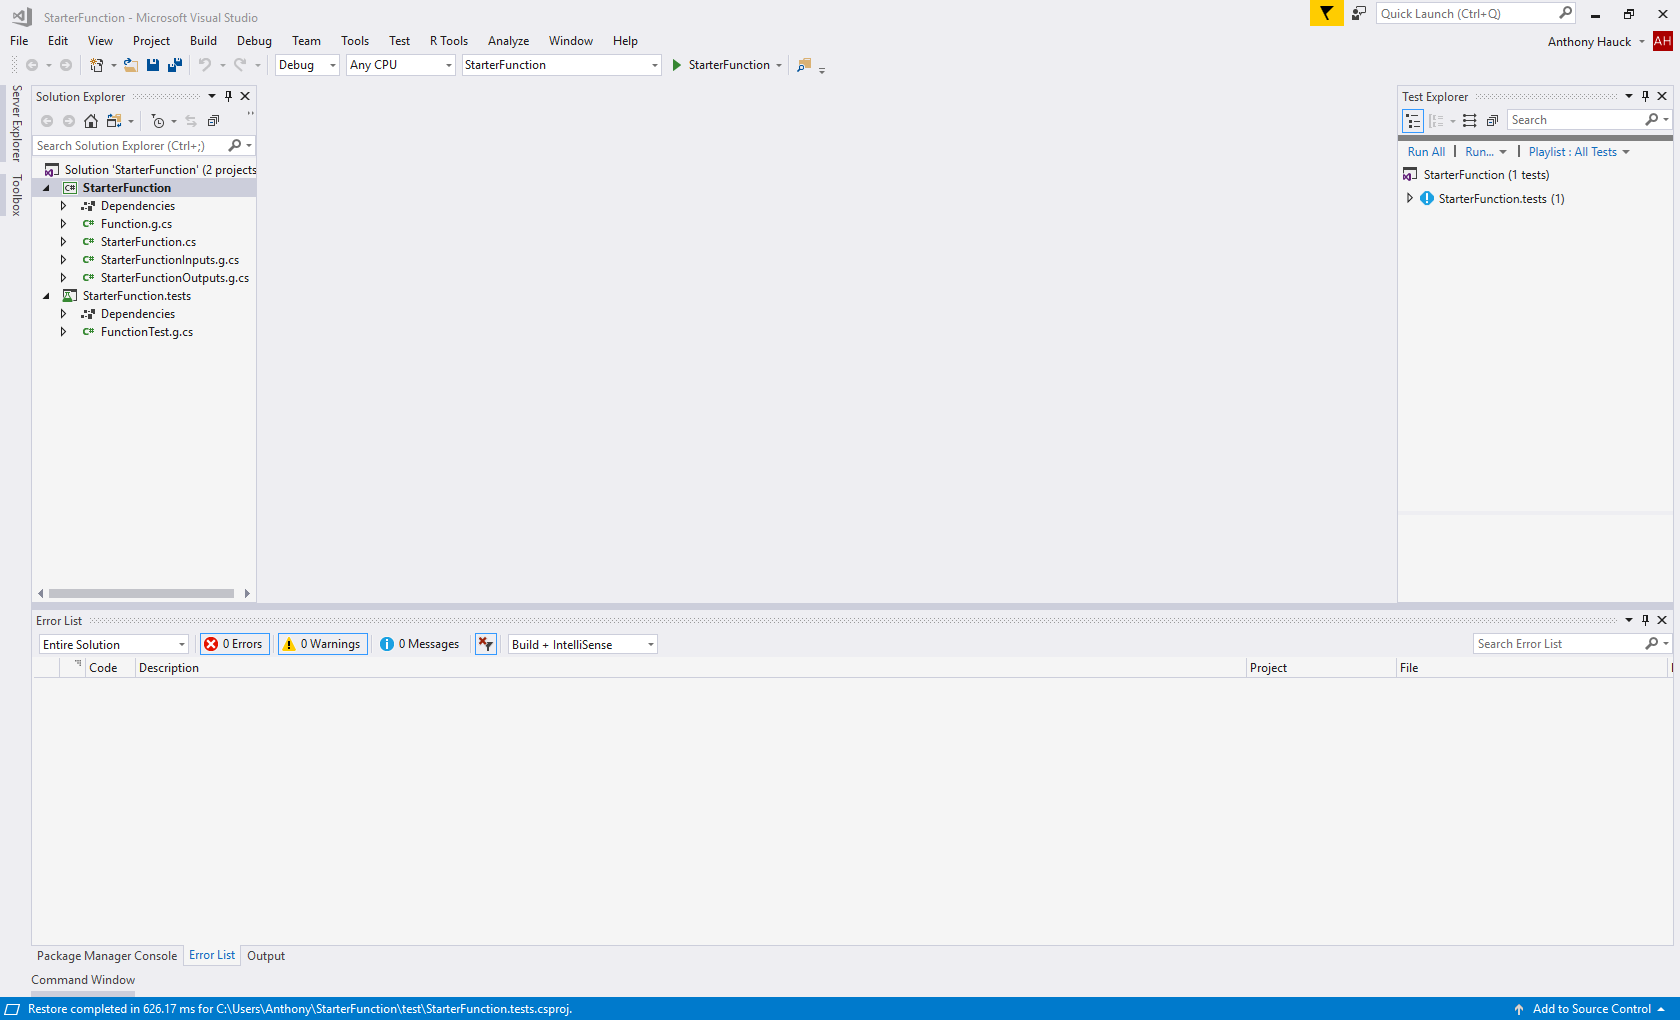 StarterFunction - Microsoft Visual Studio
Quick Launch (Ctrl+Q)
File Edit View Project Build Debug Team Tools Test R Tools Analyze Window Help
Anthony Hauck AH
Debug Any CPU StarterFunction StarterFunction
Server Explorer
Toolbox
Solution Explorer
Search Solution Explorer (Ctrl+;)
Solution 'StarterFunction' (2 projects
C# StarterFunction
Dependencies
C# Function.g.cs
C# StarterFunction.cs
C# StarterFunctionInputs.g.cs
C# StarterFunctionOutputs.g.cs
StarterFunction.tests
Dependencies
C# FunctionTest.g.cs
Test Explorer
Search
Run All | Run... | Playlist : All Tests
StarterFunction (1 tests)
StarterFunction.tests (1)
Error List
Entire Solution 0 Errors 0 Warnings 0 Messages Build + IntelliSense Search Error List
Code Description Project File
Package Manager Console Error List Output
Command Window
Restore completed in 626.17 ms for C:\Users\Anthony\StarterFunction\test\StarterFunction.tests.csproj.
Add to Source Control